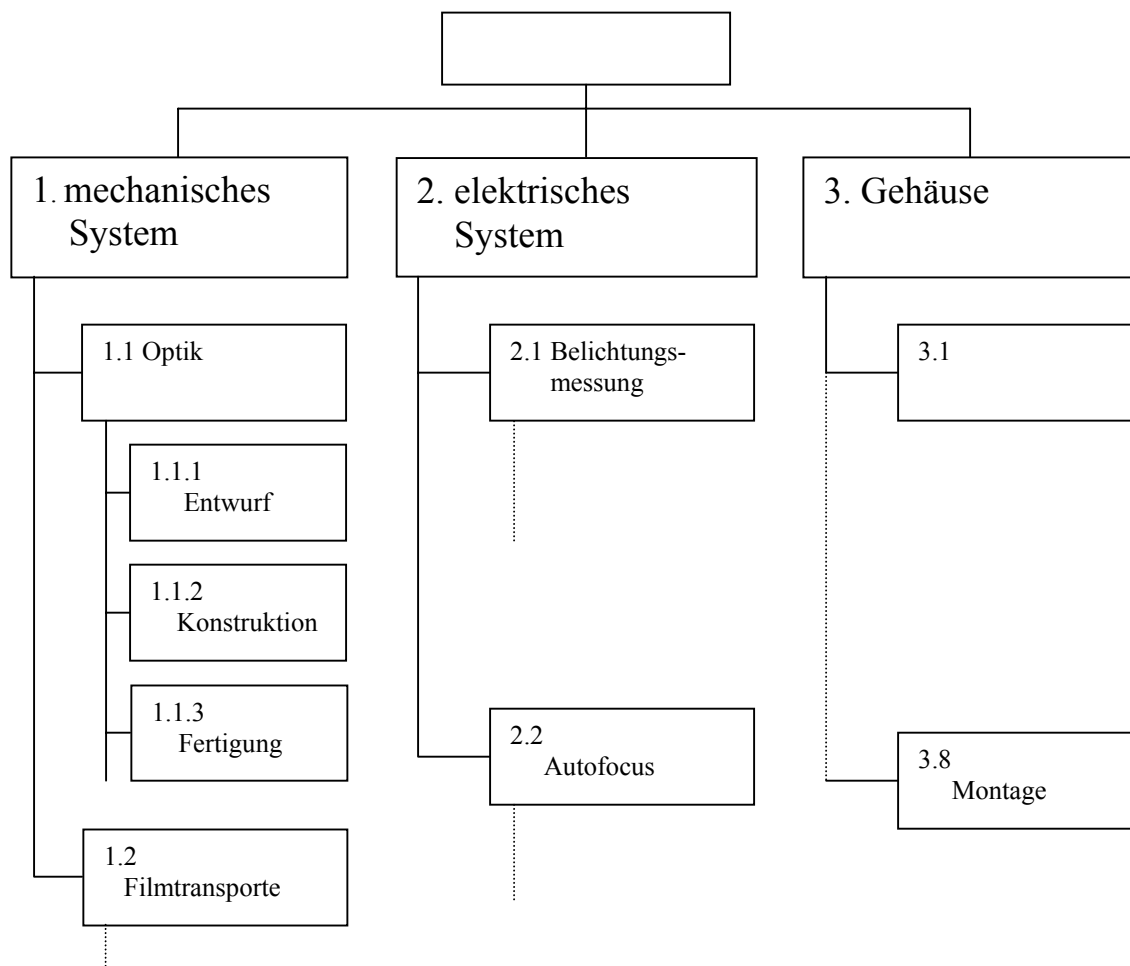 1. mechanisches
System
2. elektrisches
System
3. Gehäuse
1.1 Optik
1.1.1
Entwurf
1.1.2
Konstruktion
1.1.3
Fertigung
1.2
Filmtransporte
2.1 Belichtungs-
messung
2.2
Autofocus
3.1
3.8
Montage